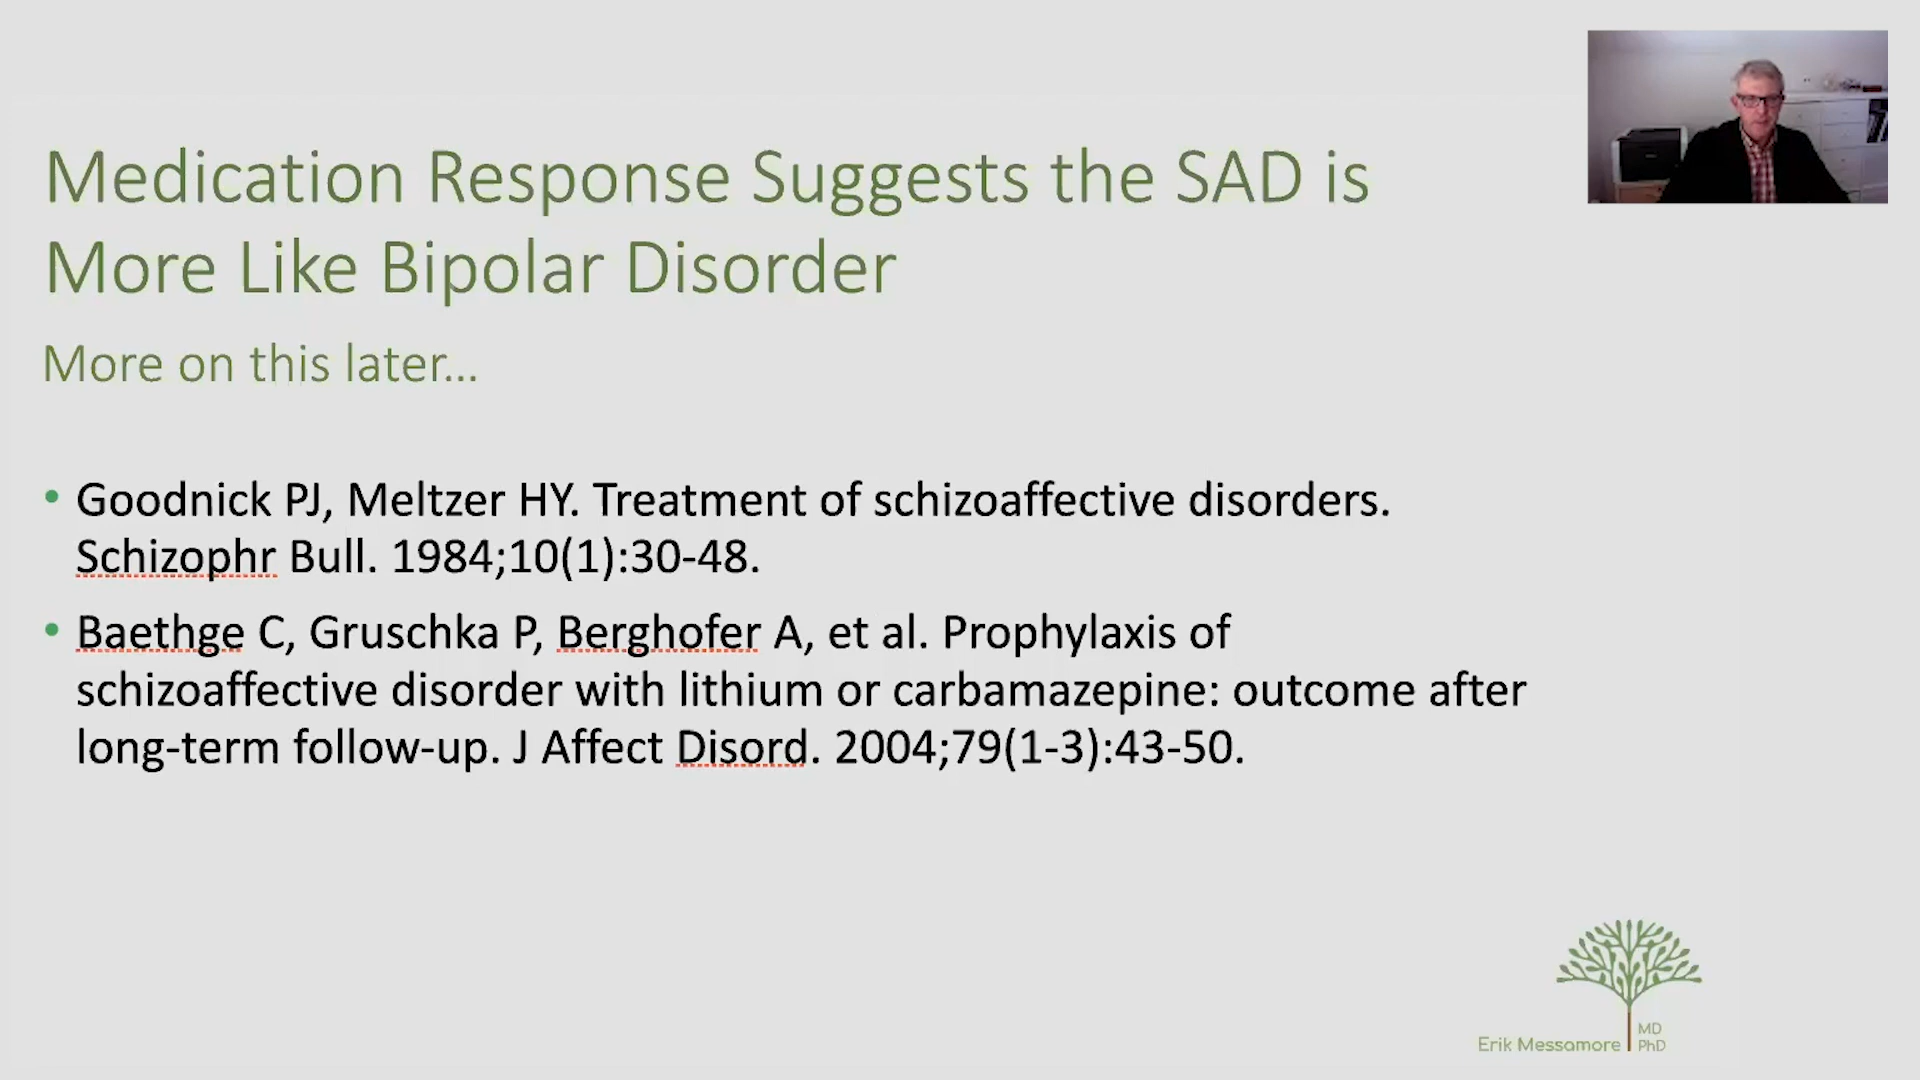 Medication Response Suggests the SAD is
More Like Bipolar Disorder
More on this later...
• Goodnick PJ, Meltzer HY. Treatment of schizoaffective disorders.
Schizophr Bull. 1984;10(1):30-48.
• Baethge C, Gruschka P, Berghofer A, et al. Prophylaxis of
schizoaffective disorder with lithium or carbamazepine: outcome after
long-term follow-up. J Affect Disord. 2004;79(1-3):43-50.
Erik Messamore
MD
PhD